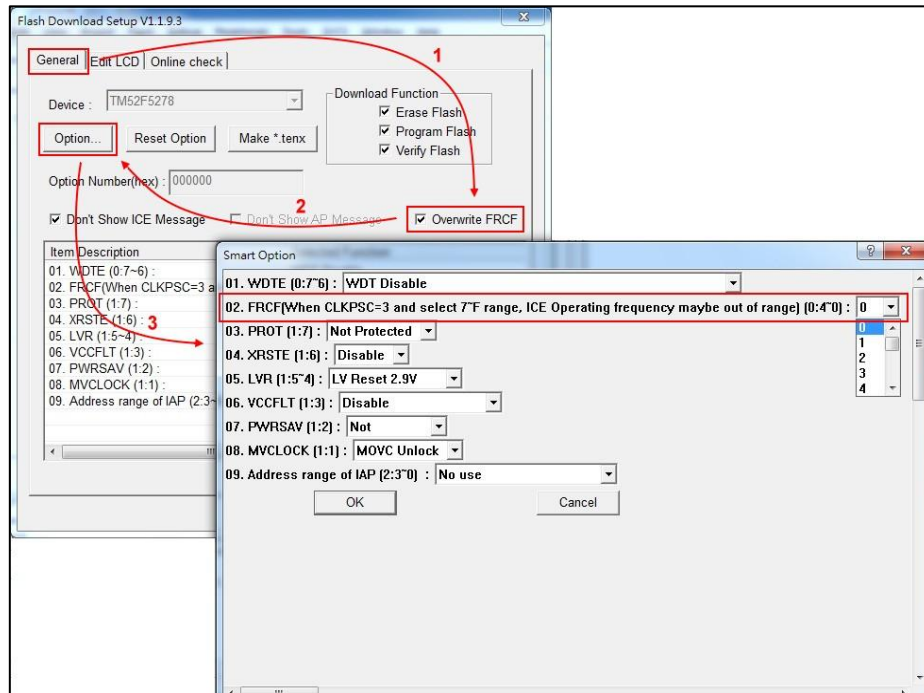 Flash Download Setup V1.1.9.3
General
Edit LCD
Online check
1
Device :
TM52F5278
Download Function
Erase Flash
Program Flash
Verify Flash
Option...
Reset Option
Make *.tenx
Option Number(hex) :
000000
2
Don't Show ICE Message
Don't Show AP Message
Overwrite FRCF
Item Description
01. WDTE (0:7~6) :
02. FRCF(When CLKPSC=3 a
03. PROT (1:7) :
04. XRSTE (1:6) :
05. LVR (1:5~4) :
06. VCCFLT (1:3) :
07. PWRSAV (1:2) :
08. MVCLOCK (1:1) :
09. Address range of IAP (2:3~
3
Smart Option
01. WDTE (0:7~6) : WDT Disable
02. FRCF(When CLKPSC=3 and select 7~F range, ICE Operating frequency maybe out of range) (0:4~0) : 0
0
1
2
3
4
03. PROT (1:7) : Not Protected
04. XRSTE (1:6) : Disable
05. LVR (1:5~4) : LV Reset 2.9V
06. VCCFLT (1:3) : Disable
07. PWRSAV (1:2) : Not
08. MVCLOCK (1:1) : MOVC Unlock
09. Address range of IAP (2:3~0) : No use
OK
Cancel